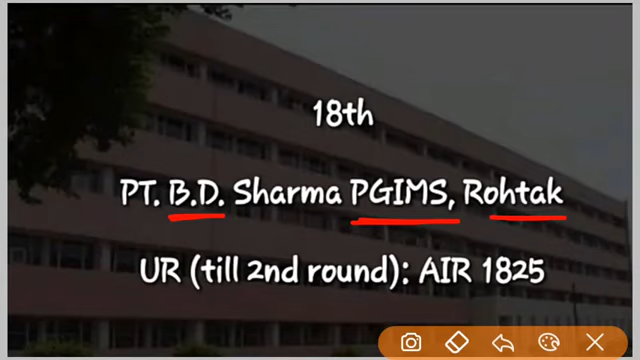 18th
PT. B.D. Sharma PGIMS, Rohtak
UR (till 2nd round): AIR 1825